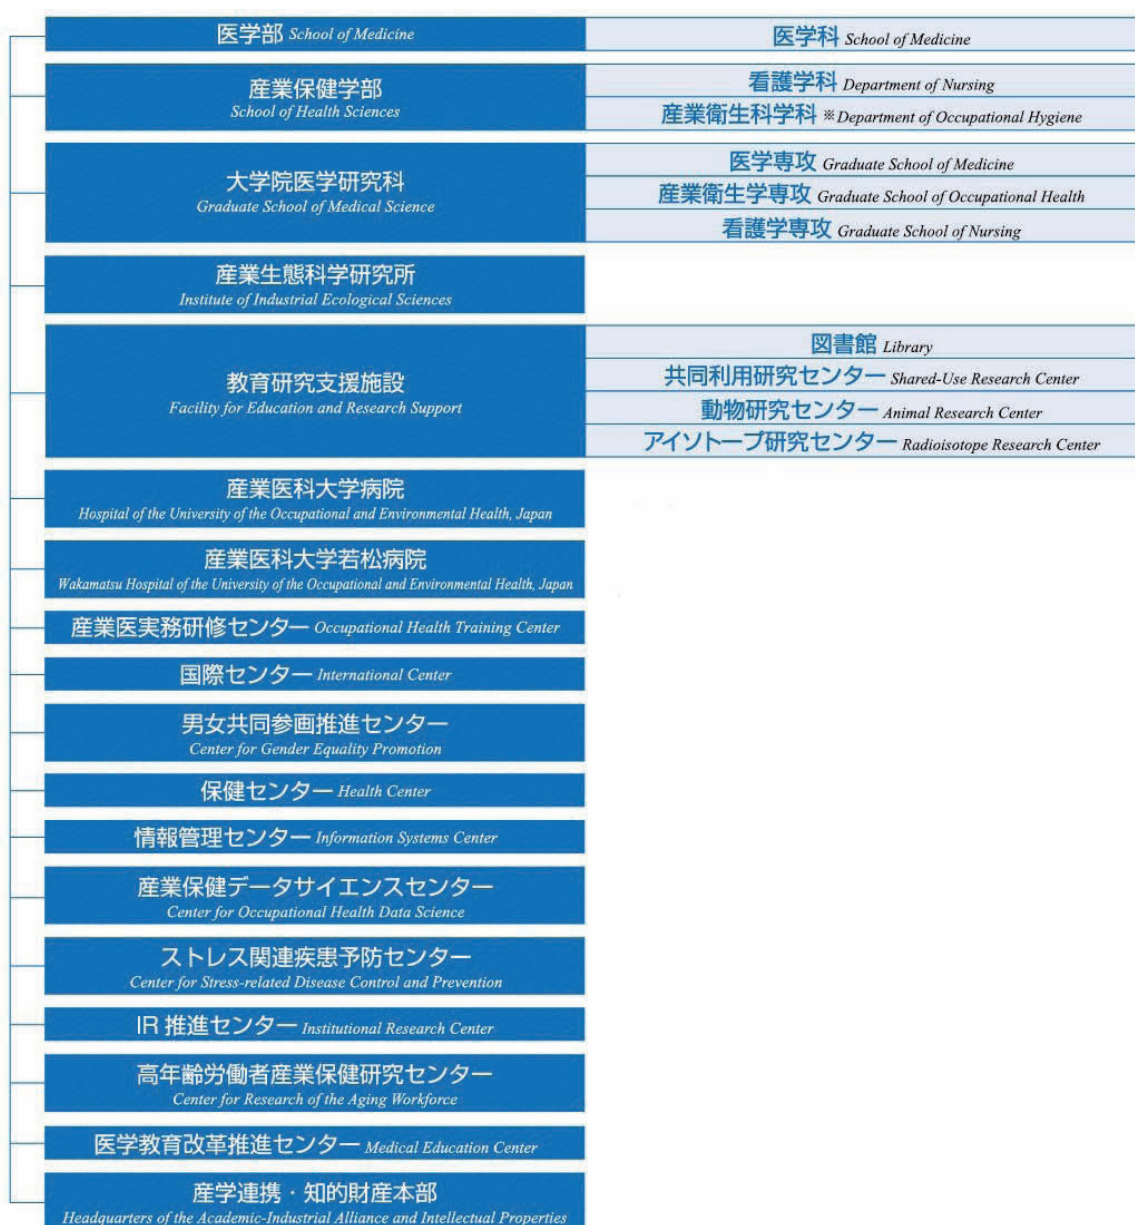 医学部 School of Medicine
医学科 School of Medicine
産業保健学部
School of Health Sciences
看護学科 Department of Nursing
産業衛生科学科 ※Department of Occupational Hygiene
大学院医学研究科
Graduate School of Medical Science
医学専攻 Graduate School of Medicine
産業衛生学専攻 Graduate School of Occupational Health
看護学専攻 Graduate School of Nursing
産業生態科学研究所
Institute of Industrial Ecological Sciences
教育研究支援施設
Facility for Education and Research Support
図書館 Library
共同利用研究センター Shared-Use Research Center
動物研究センター Animal Research Center
アイソトープ研究センター Radioisotope Research Center
産業医科大学病院
Hospital of the University of the Occupational and Environmental Health, Japan
産業医科大学若松病院
Wakamatsu Hospital of the University of the Occupational and Environmental Health, Japan
産業医実務研修センター Occupational Health Training Center
国際センター International Center
男女共同参画推進センター
Center for Gender Equality Promotion
保健センター Health Center
情報管理センター Information Systems Center
産業保健データサイエンスセンター
Center for Occupational Health Data Science
ストレス関連疾患予防センター
Center for Stress-related Disease Control and Prevention
IR 推進センター Institutional Research Center
高年齢労働者産業保健研究センター
Center for Research of the Aging Workforce
医学教育改革推進センター Medical Education Center
産学連携・知的財産本部
Headquarters of the Academic-Industrial Alliance and Intellectual Properties